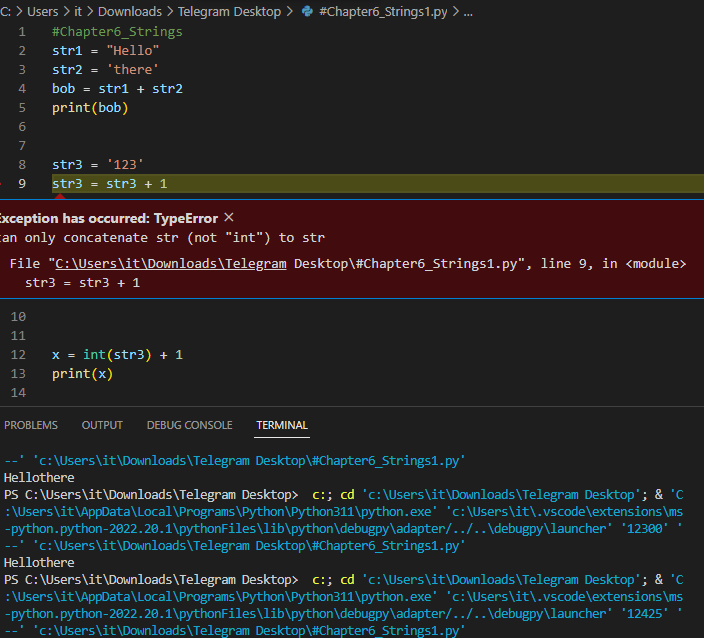 C: > Users > it > Downloads > Telegram Desktop > #Chapter6_Strings1.py > ...
1 #Chapter6_Strings
2 str1 = "Hello"
3 str2 = 'there'
4 bob = str1 + str2
5 print(bob)
6
7
8 str3 = '123'
9 str3 = str3 + 1
Exception has occurred: TypeError ×
can only concatenate str (not "int") to str
File "C:\Users\it\Downloads\Telegram Desktop\#Chapter6_Strings1.py", line 9, in <module>
str3 = str3 + 1
10
11
12 x = int(str3) + 1
13 print(x)
14
PROBLEMS OUTPUT DEBUG CONSOLE TERMINAL
--' 'c:\Users\it\Downloads\Telegram Desktop\#Chapter6_Strings1.py'
Hellothere
PS C:\Users\it\Downloads\Telegram Desktop> c:; cd 'c:\Users\it\Downloads\Telegram Desktop'; & 'C
:\Users\it\AppData\Local\Programs\Python\Python311\python.exe' 'c:\Users\it\.vscode\extensions\ms
-python.python-2022.20.1\pythonFiles\lib\python\debugpy\adapter/../..\debugpy\launcher' '12300' '
--' 'c:\Users\it\Downloads\Telegram Desktop\#Chapter6_Strings1.py'
Hellothere
PS C:\Users\it\Downloads\Telegram Desktop> c:; cd 'c:\Users\it\Downloads\Telegram Desktop'; & 'C
:\Users\it\AppData\Local\Programs\Python\Python311\python.exe' 'c:\Users\it\.vscode\extensions\ms
-python.python-2022.20.1\pythonFiles\lib\python\debugpy\adapter/../..\debugpy\launcher' '12425' '
--' 'c:\Users\it\Downloads\Telegram Desktop\#Chapter6_Strings1.py'